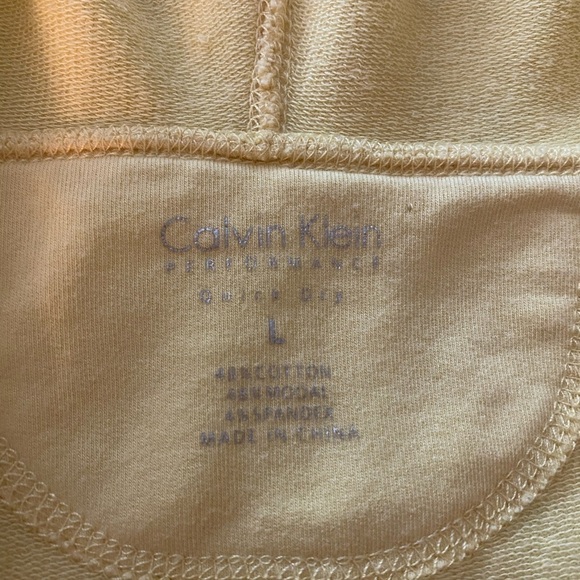 Calvin Klein
PERFORMANCE
Quick Dry
L
48% COTTON
48% MODAL
4% SPANDEX
MADE IN CHINA